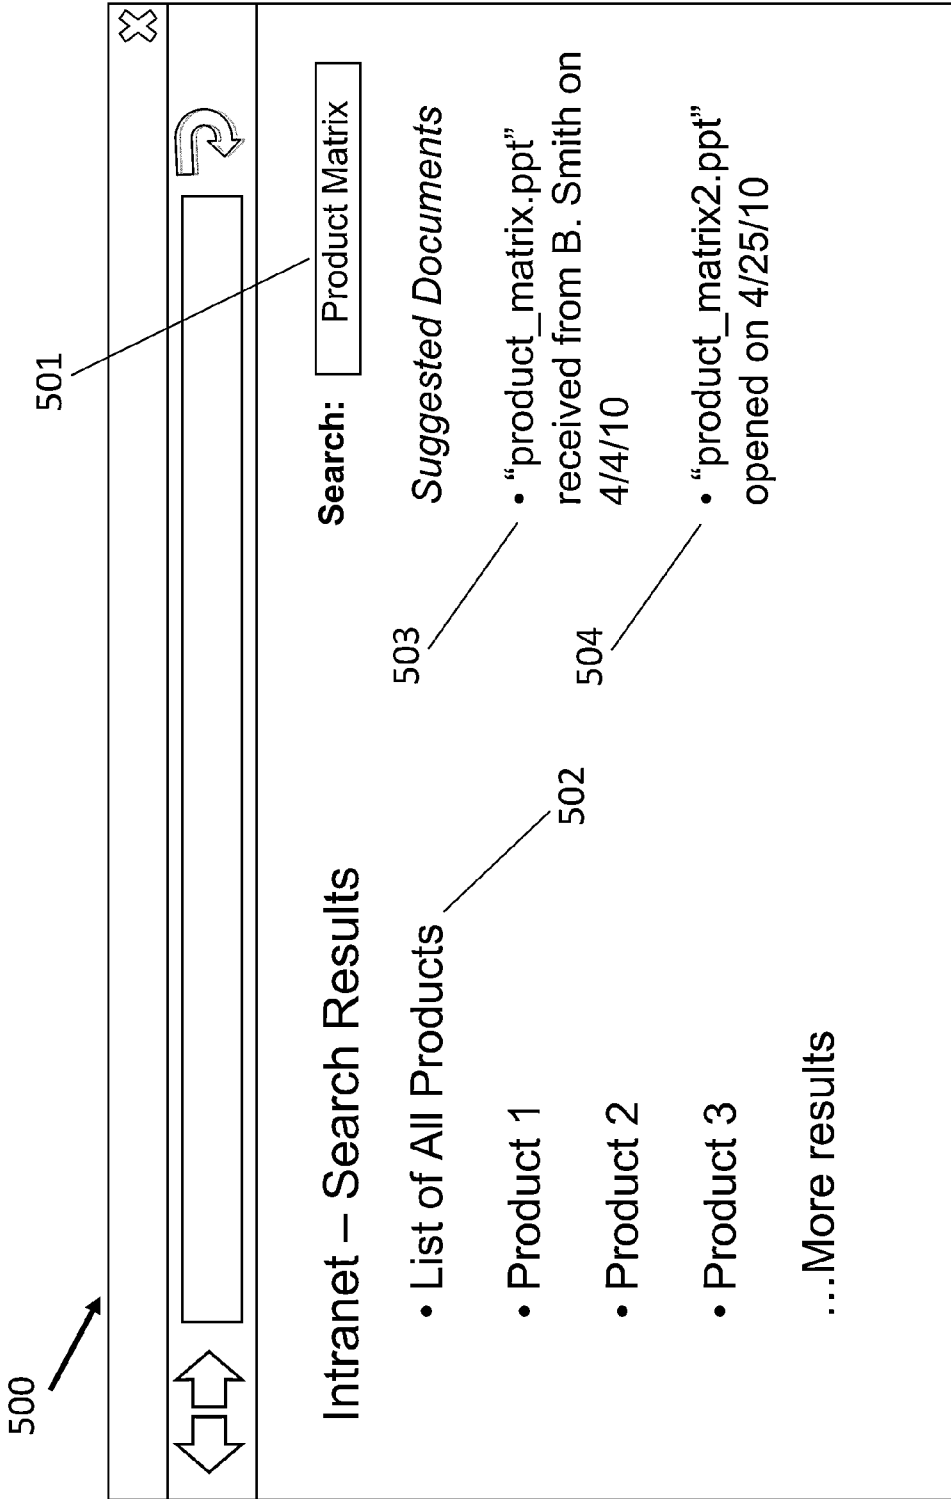 500
501
Search: Product Matrix
Intranet – Search Results
• List of All Products
502
• Product 1
• Product 2
• Product 3
…More results
Suggested Documents
503
• “product_matrix.ppt”
received from B. Smith on
4/4/10
504
• “product_matrix2.ppt”
opened on 4/25/10